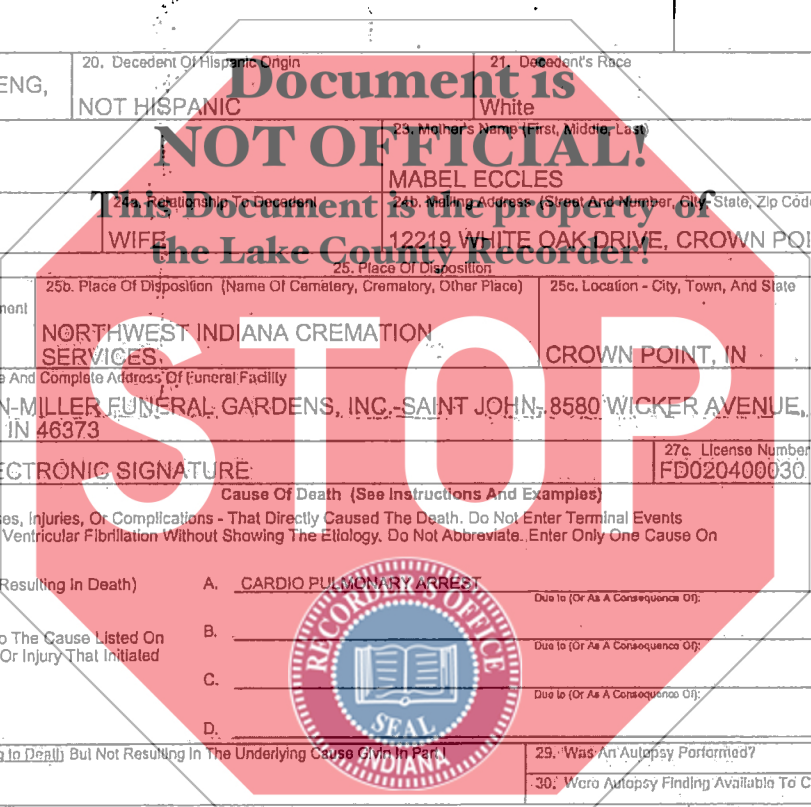 20. Decedent Of Hispanic Origin
21. Decedent's Race
ENG,
NOT HISPANIC
White
Document is
NOT OFFICIAL!
This Document is the property of
the Lake County Recorder!
23. Mother's Name (First, Middle, Last)
MABEL ECCLES
24a. Relationship To Decedent
24b. Mailing Address (Street And Number, City, State, Zip Code
WIFE
12219 WHITE OAK DRIVE, CROWN POI
25. Place Of Disposition
25b. Place Of Disposition (Name Of Cemetery, Crematory, Other Place)
25c. Location - City, Town, And State
ment
NORTHWEST INDIANA CREMATION
SERVICES,
CROWN POINT, IN
STOP
e And Complete Address Of Funeral Facility
N-MILLER FUNERAL GARDENS, INC.-SAINT JOHN, 8580 WICKER AVENUE,
IN 46373
27c. License Number
ECTRONIC SIGNATURE
FD020400030
Cause Of Death (See Instructions And Examples)
ses, Injuries, Or Complications - That Directly Caused The Death. Do Not Enter Terminal Events
Ventricular Fibrillation Without Showing The Etiology. Do Not Abbreviate. Enter Only One Cause On
Resulting In Death)
A. CARDIO PULMONARY ARREST
Due to (Or As A Consequence Of):
o The Cause Listed On
B.
Due to (Or As A Consequence Of):
Or Injury That Initiated
C.
Due to (Or As A Consequence Of):
D.
RECORDER'S OFFICE
SEAL
INDIANA
g to Death But Not Resulting In The Underlying Cause Givin In Part I
29. Was An Autopsy Performed?
30. Were Autopsy Finding Available To C